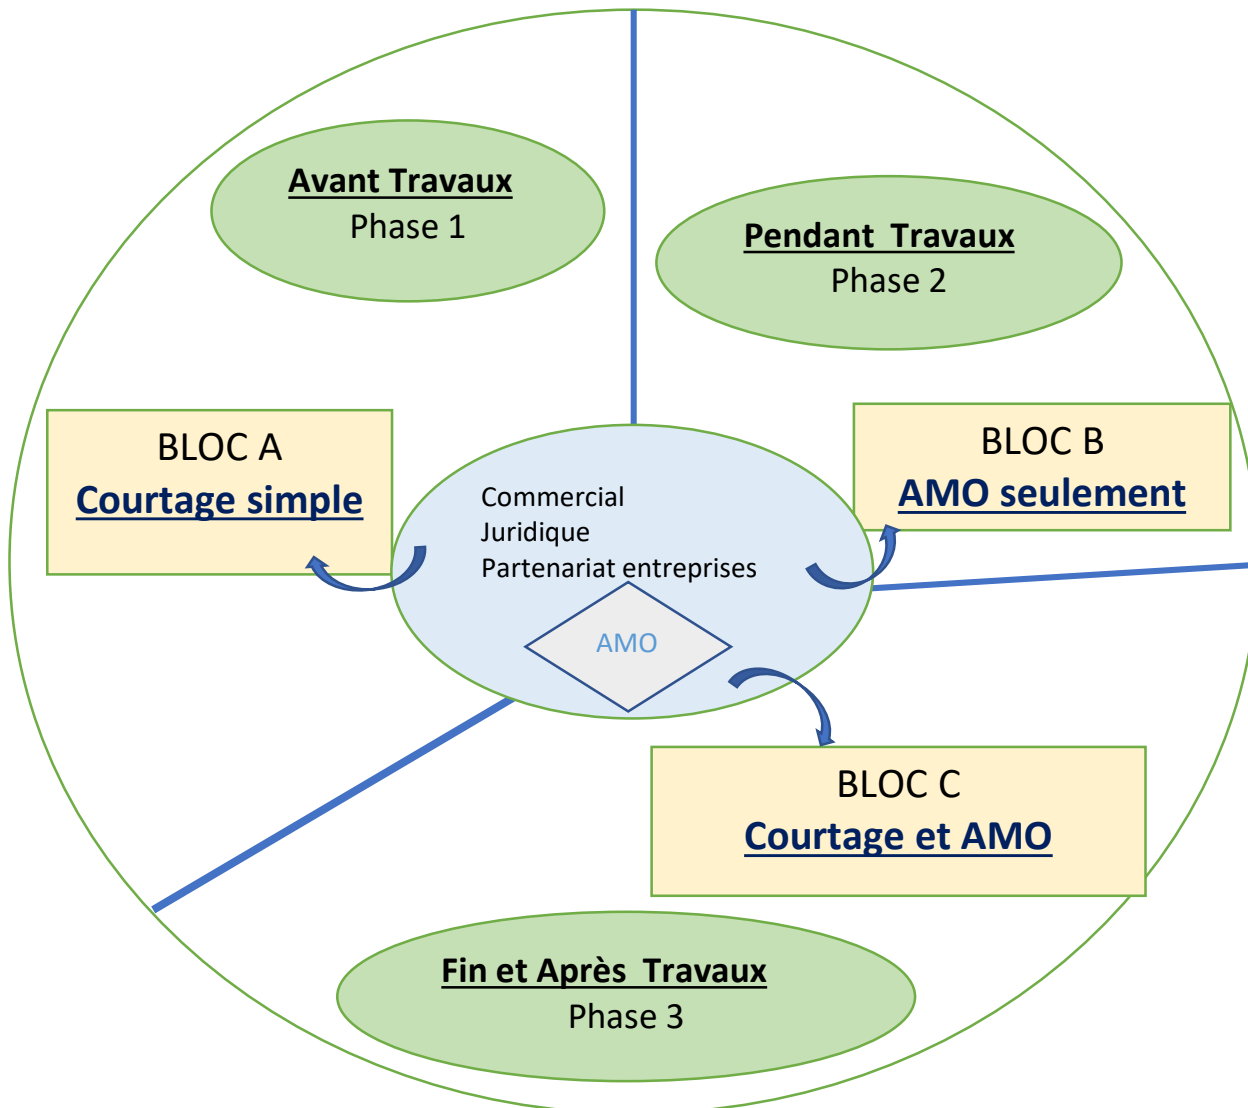 Avant Travaux
Phase 1
Pendant  Travaux
Phase 2
BLOC A
Courtage simple
BLOC B
AMO seulement
Commercial
Juridique
Partenariat entreprises
AMO
BLOC C
Courtage et AMO
Fin et Après  Travaux
Phase 3